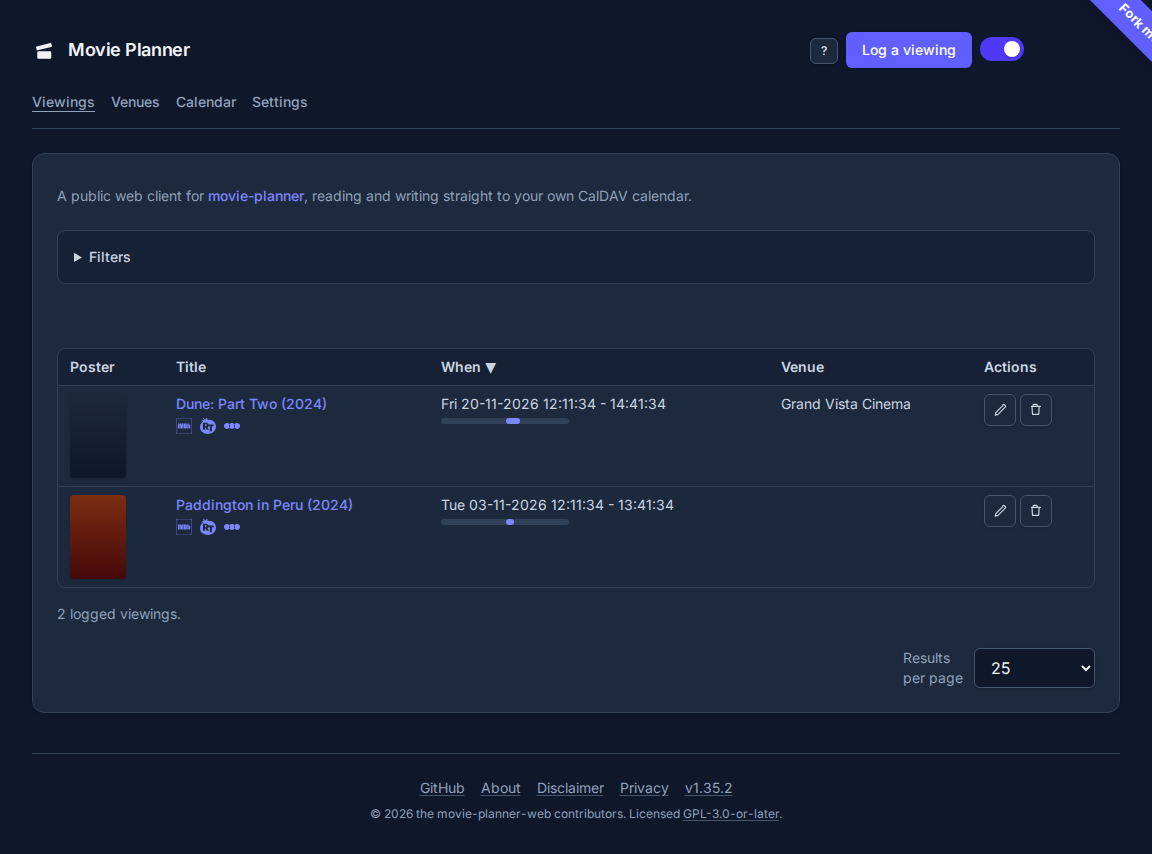 Movie Planner
?
Log a viewing
Fork m
Viewings Venues Calendar Settings
A public web client for movie-planner, reading and writing straight to your own CalDAV calendar.
▶ Filters
Poster Title When ▼ Venue Actions
Dune: Part Two (2024) Fri 20-11-2026 12:11:34 - 14:41:34 Grand Vista Cinema
IMDb RT
Paddington in Peru (2024) Tue 03-11-2026 12:11:34 - 13:41:34
IMDb RT
2 logged viewings.
Results
per page
25
GitHub About Disclaimer Privacy v1.35.2
© 2026 the movie-planner-web contributors. Licensed GPL-3.0-or-later.